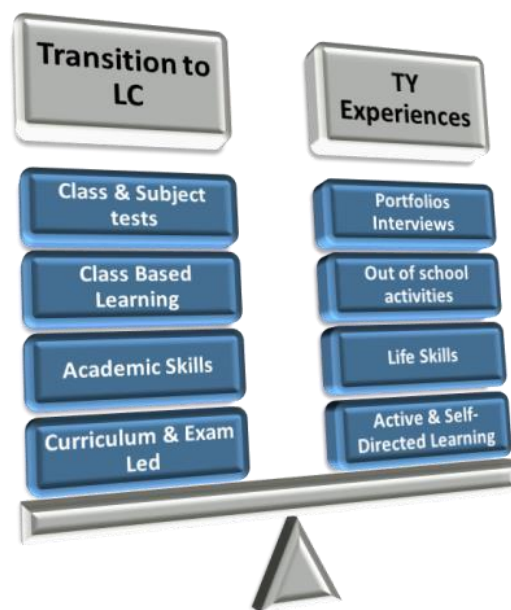 Transition to
LC
Class & Subject
tests
Class Based
Learning
Academic Skills
Curriculum & Exam
Led
TY
Experiences
Portfolios
Interviews
Out of school
activities
Life Skills
Active & Self-
Directed Learning